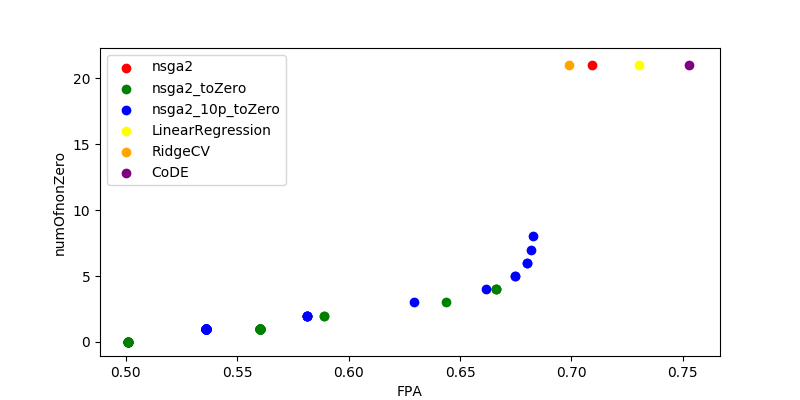 nsga2
nsga2_toZero
nsga2_10p_toZero
LinearRegression
RidgeCV
CoDE
numOfnonZero
20
15
10
5
0
0.50 0.55 0.60 0.65 0.70 0.75
FPA